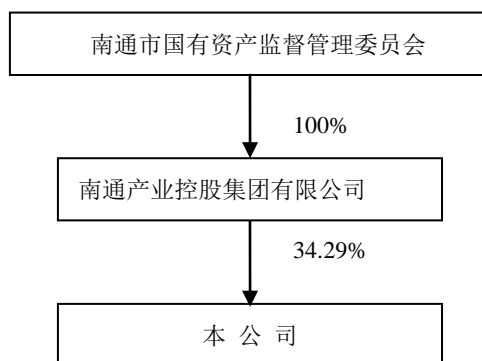 南通市国有资产监督管理委员会
100%
南通产业控股集团有限公司
34.29%
本 公 司